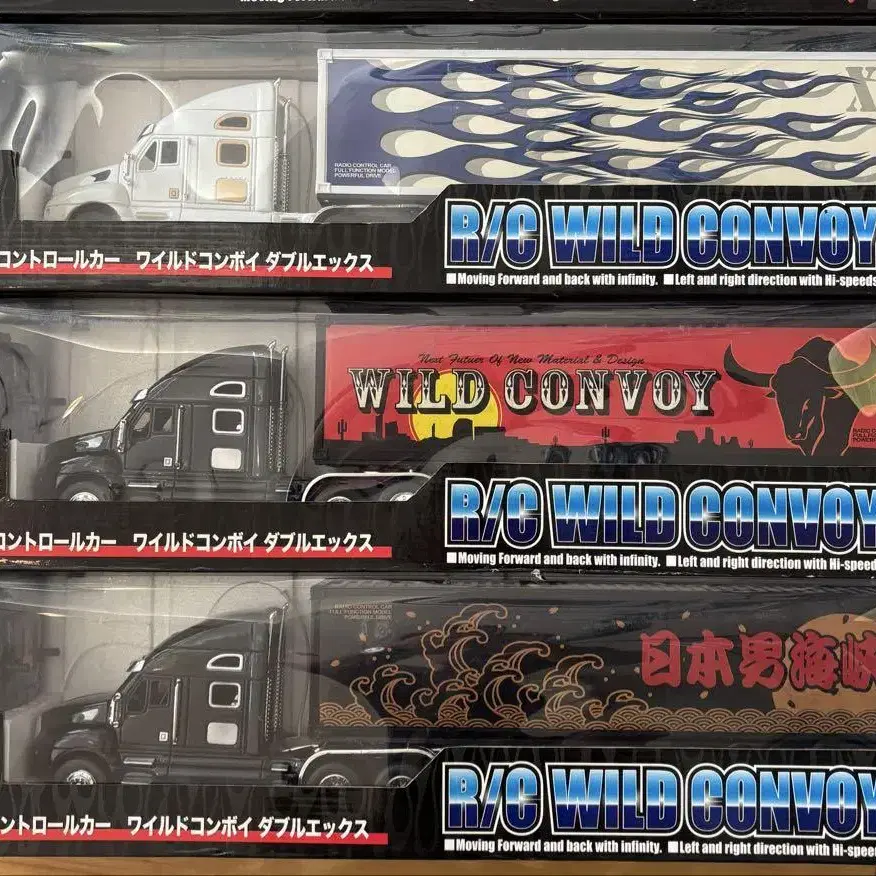 RADIO CONTROL CAR
FULL FUNCTION MODEL
POWERFUL DRIVE
X
R/C WILD CONVOY
コントロールカー ワイルドコンボイ ダブルエックス
■Moving Forward and back with infinity. ■Left and right direction with Hi-speeds
Next Futuer Of New Material & Design
WILD CONVOY
RADIO C
FULL FU
POWERF
R/C WILD CONVOY
コントロールカー ワイルドコンボイ ダブルエックス
■Moving Forward and back with infinity. ■Left and right direction with Hi-speed
RADIO CONTROL CAR
FULL FUNCTION MODEL
POWERFUL DRIVE
日本男海峡
R/C WILD CONVOY
ントロールカー ワイルドコンボイ ダブルエックス
■Moving Forward and back with infinity. ■Left and right direction with Hi-speed